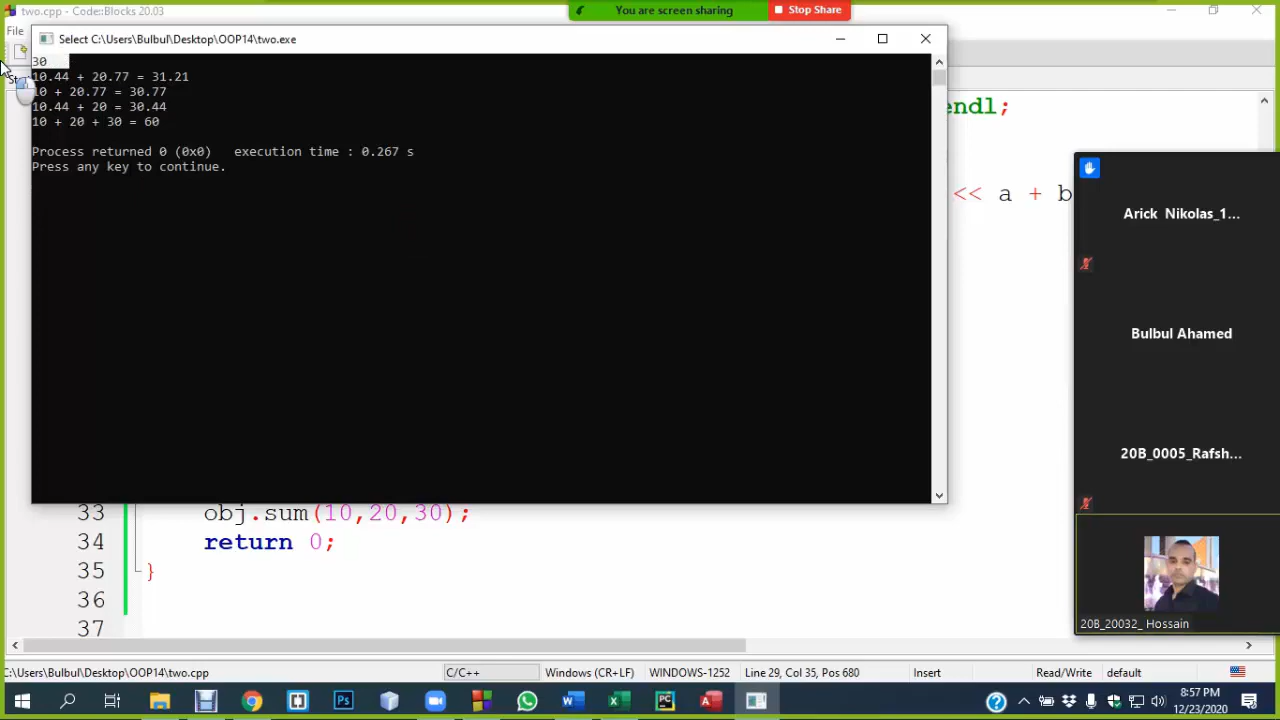 two.cpp - Code::Blocks 20.03
You are screen sharing
Stop Share
File
Select C:\Users\Bulbul\Desktop\OOP14\two.exe
30
10.44 + 20.77 = 31.21
10 + 20.77 = 30.77
10.44 + 20 = 30.44
10 + 20 + 30 = 60
Process returned 0 (0x0)   execution time : 0.267 s
Press any key to continue.
endl;
<< a + b
Arick Nikolas_1...
Bulbul Ahamed
20B_0005_Rafsh...
20B_20032_ Hossain
33 obj.sum(10,20,30);
34 return 0;
35 }
36
37
C:\Users\Bulbul\Desktop\OOP14\two.cpp
C/C++
Windows (CR+LF)
WINDOWS-1252
Line 29, Col 35, Pos 680
Insert
Read/Write
default
8:57 PM
12/23/2020